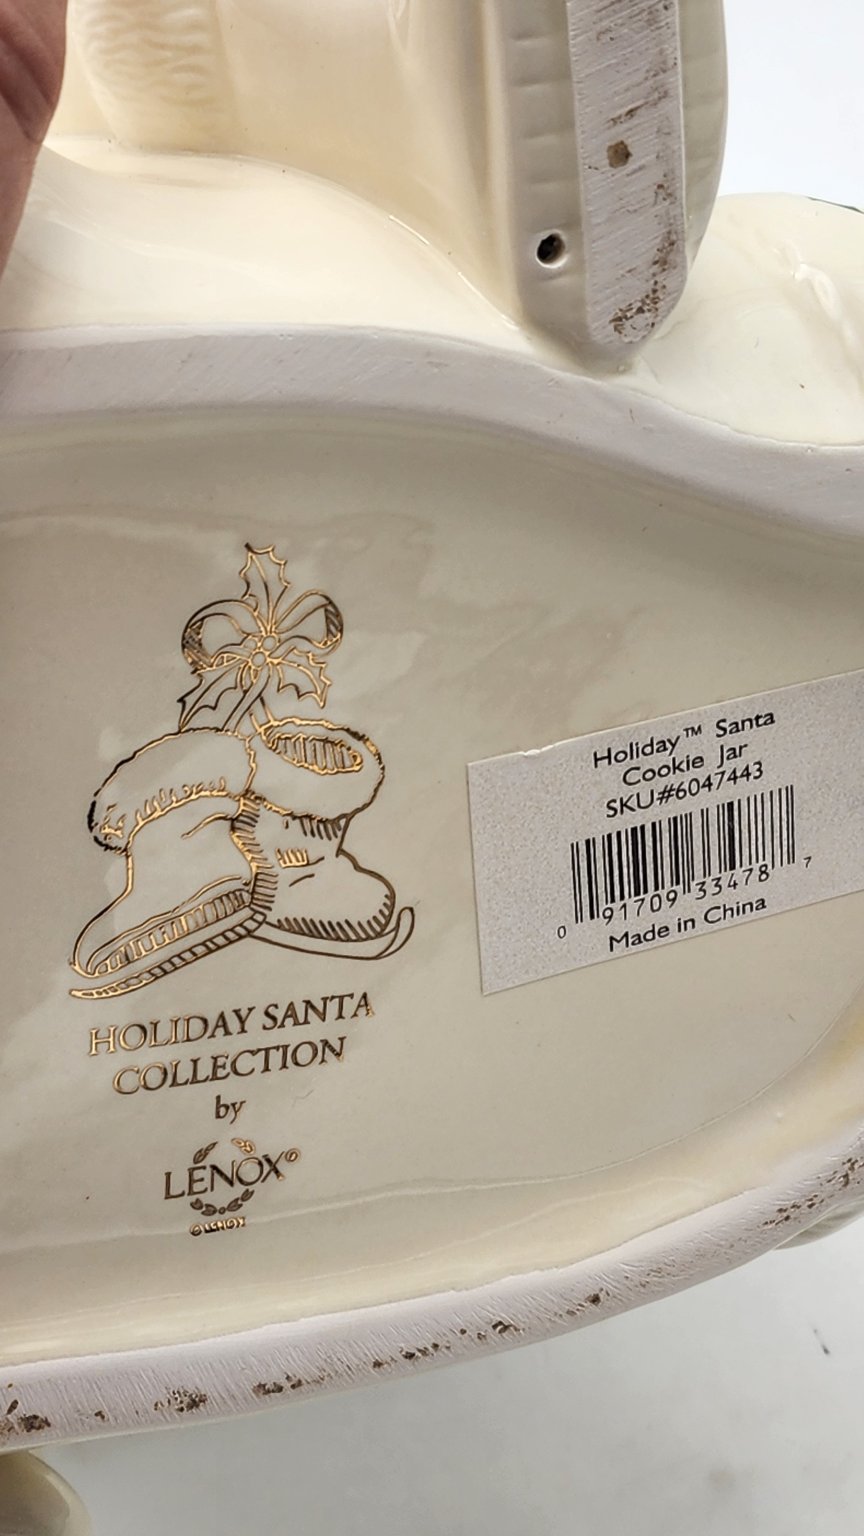 Holiday™ Santa
Cookie Jar
SKU#6047443
0 91709 33478 7
Made in China
HOLIDAY SANTA
COLLECTION
by
LENOX®
© LENOX